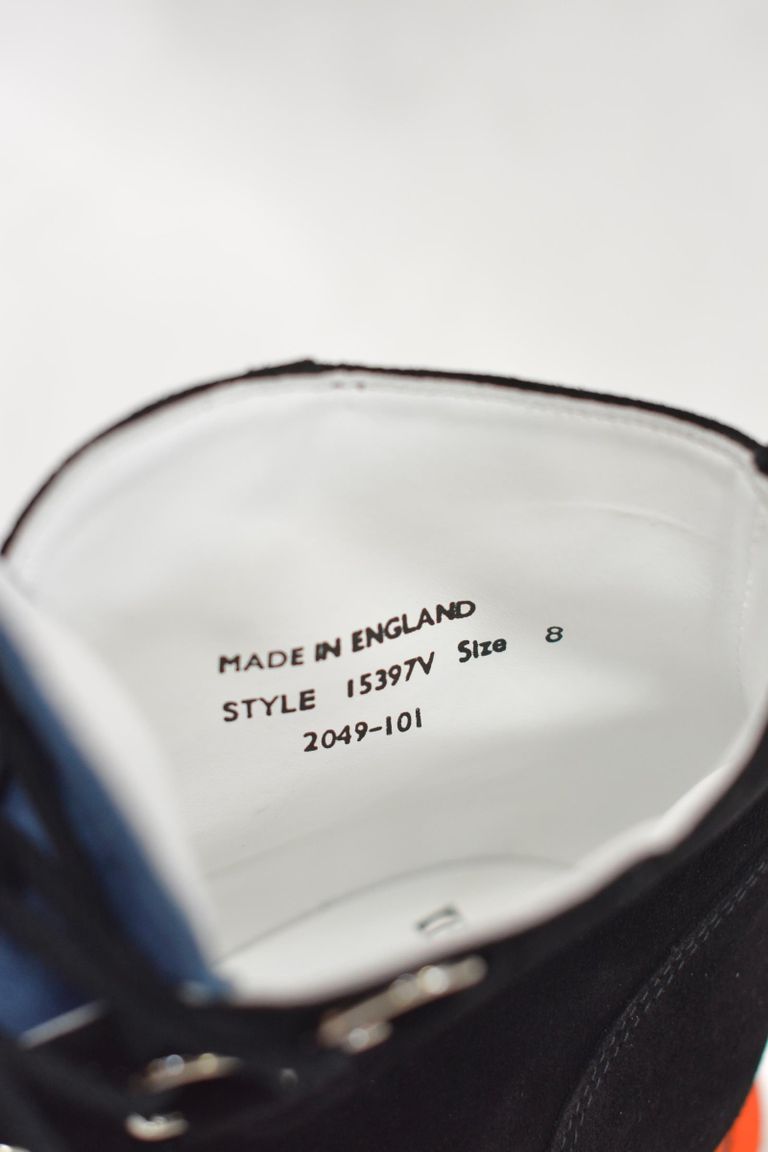 MADE IN ENGLAND
STYLE 15397V Size 8
2049-101